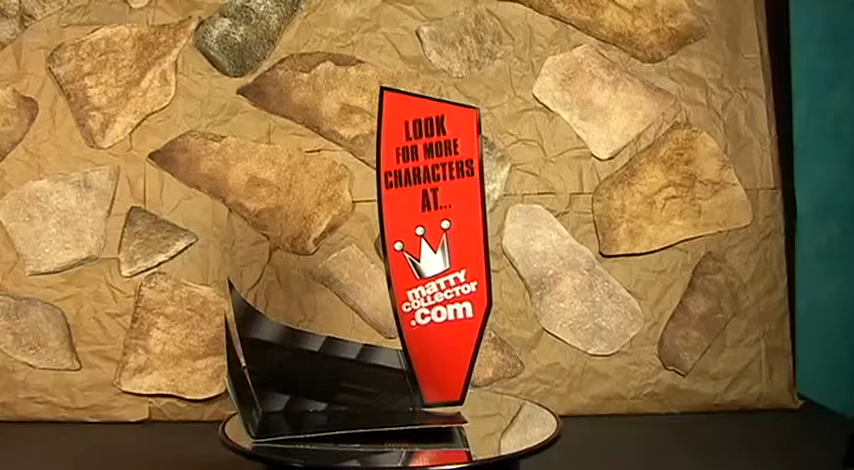 LOOK
FOR MORE
CHARACTERS
AT...
maTTY
COLLECTOR
.com